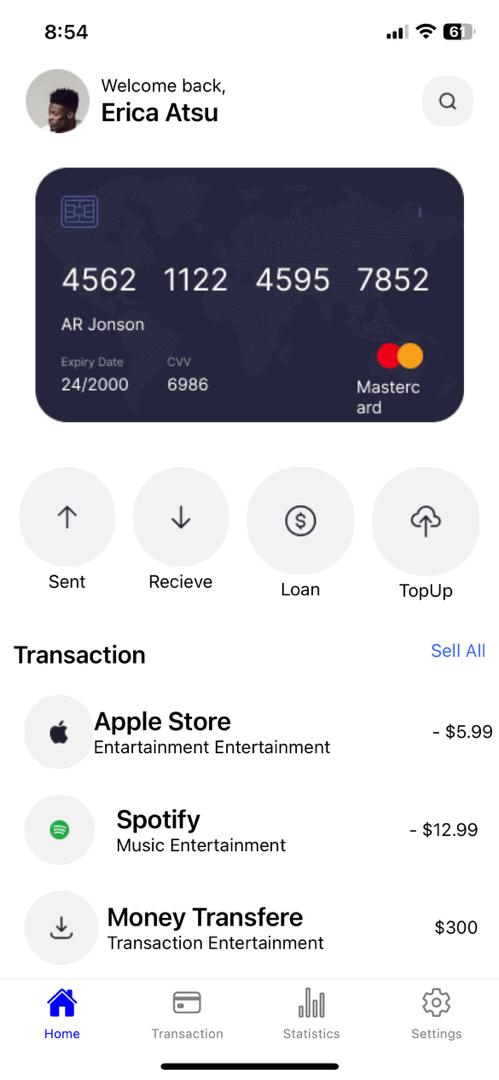 8:54
61
Welcome back,
Erica Atsu
4562 1122 4595 7852
AR Jonson
Expiry Date CVV
24/2000 6986
Masterc
ard
Sent Recieve Loan TopUp
Transaction Sell All
Apple Store
Entartainment Entertainment
- $5.99
Spotify
Music Entertainment
- $12.99
Money Transfere
Transaction Entertainment
$300
Home Transaction Statistics Settings